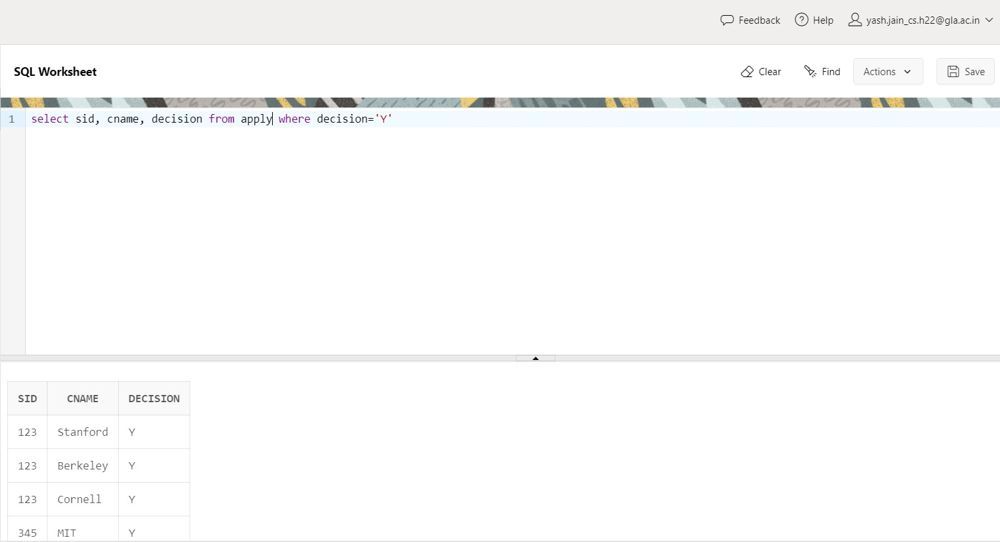 Feedback Help yash.jain_cs.h22@gla.ac.in
SQL Worksheet Clear Find Actions Save
1 select sid, cname, decision from apply where decision='Y'
SID CNAME DECISION
123 Stanford Y
123 Berkeley Y
123 Cornell Y
345 MIT Y